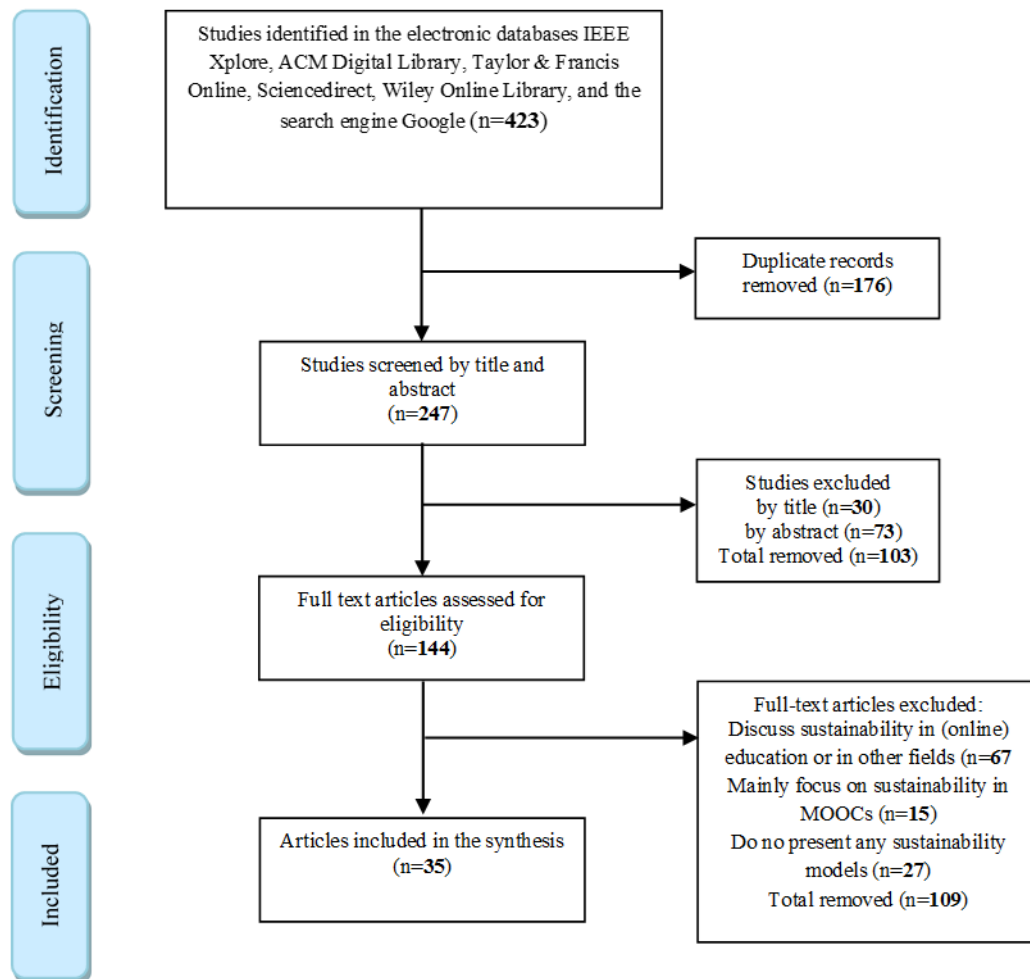 Identification
Studies identified in the electronic databases IEEE
Xplore, ACM Digital Library, Taylor & Francis
Online, Sciencedirect, Wiley Online Library, and the
search engine Google (n=423)
Duplicate records
removed (n=176)
Screening
Studies screened by title and
abstract
(n=247)
Studies excluded
by title (n=30)
by abstract (n=73)
Total removed (n=103)
Eligibility
Full text articles assessed for
eligibility
(n=144)
Full-text articles excluded:
Discuss sustainability in (online)
education or in other fields (n=67
Mainly focus on sustainability in
MOOCs (n=15)
Do no present any sustainability
models (n=27)
Total removed (n=109)
Included
Articles included in the synthesis
(n=35)